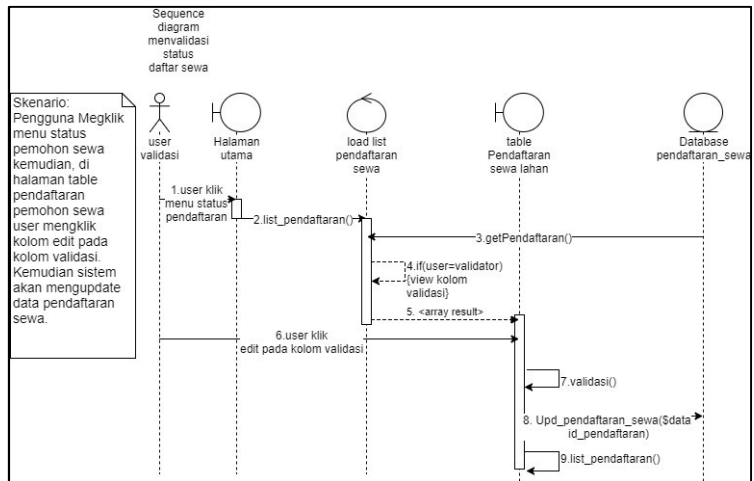 Sequence
diagram
menvalidasi
status
daftar sewa
Skenario:
Pengguna Megklik
menu status
pemohon sewa
kemudian, di
halaman table
pendaftaran
pemohon sewa
user mengklik
kolom edit pada
kolom validasi.
Kemudian sistem
akan mengupdate
data pendaftaran
sewa.
user
validasi
Halaman
utama
load list
pendaftaran
sewa
table
Pendaftaran
sewa lahan
Database
pendaftaran_sewa
1.user klik
menu status
pendaftaran
2.list_pendaftaran()
3.getPendaftaran()
4.if(user=validator)
{view kolom
validasi}
5. <array result>
6.user klik
edit pada kolom validasi
7.validasi()
8. Upd_pendaftaran_sewa($data
id_pendaftaran)
9.list_pendaftaran()